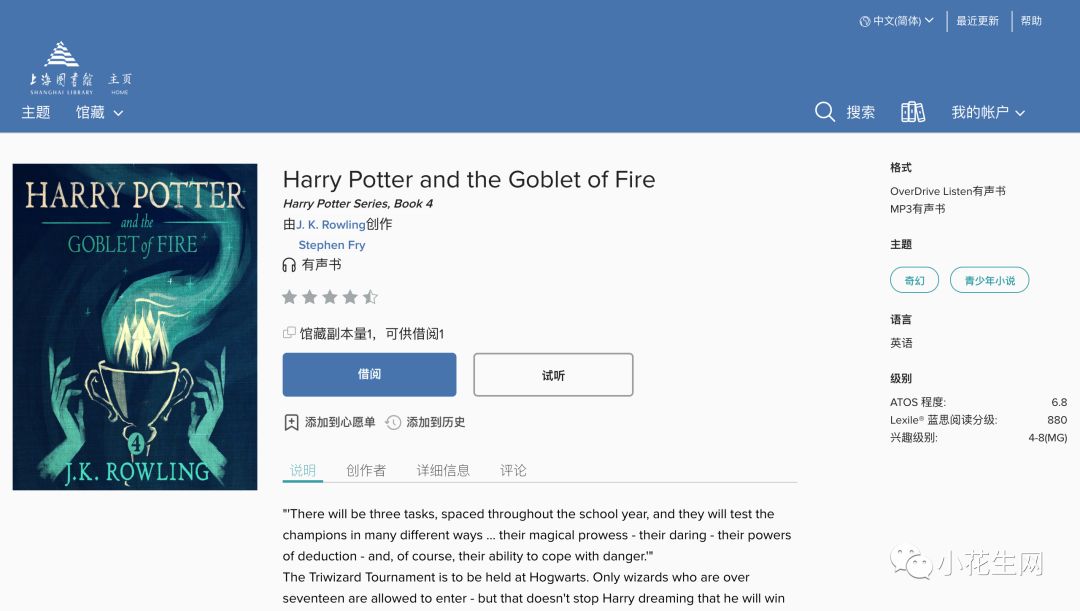 中文(简体)
最近更新
帮助
上海图书馆
SHANGHAI LIBRARY
主页
HOME
主题
馆藏
搜索
我的帐户
HARRY POTTER
and the
GOBLET of FIRE
4
J.K. ROWLING
Harry Potter and the Goblet of Fire
Harry Potter Series, Book 4
由J. K. Rowling创作
Stephen Fry
有声书
馆藏副本量1，可供借阅1
借阅
试听
添加到心愿单
添加到历史
说明
创作者
详细信息
评论
"'There will be three tasks, spaced throughout the school year, and they will test the
champions in many different ways ... their magical prowess - their daring - their powers
of deduction - and, of course, their ability to cope with danger.'"
The Triwizard Tournament is to be held at Hogwarts. Only wizards who are over
seventeen are allowed to enter - but that doesn't stop Harry dreaming that he will win
格式
OverDrive Listen有声书
MP3有声书
主题
奇幻
青少年小说
语言
英语
级别
ATOS 程度: 6.8
Lexile® 蓝思阅读分级: 880
兴趣级别: 4-8(MG)
小花生网